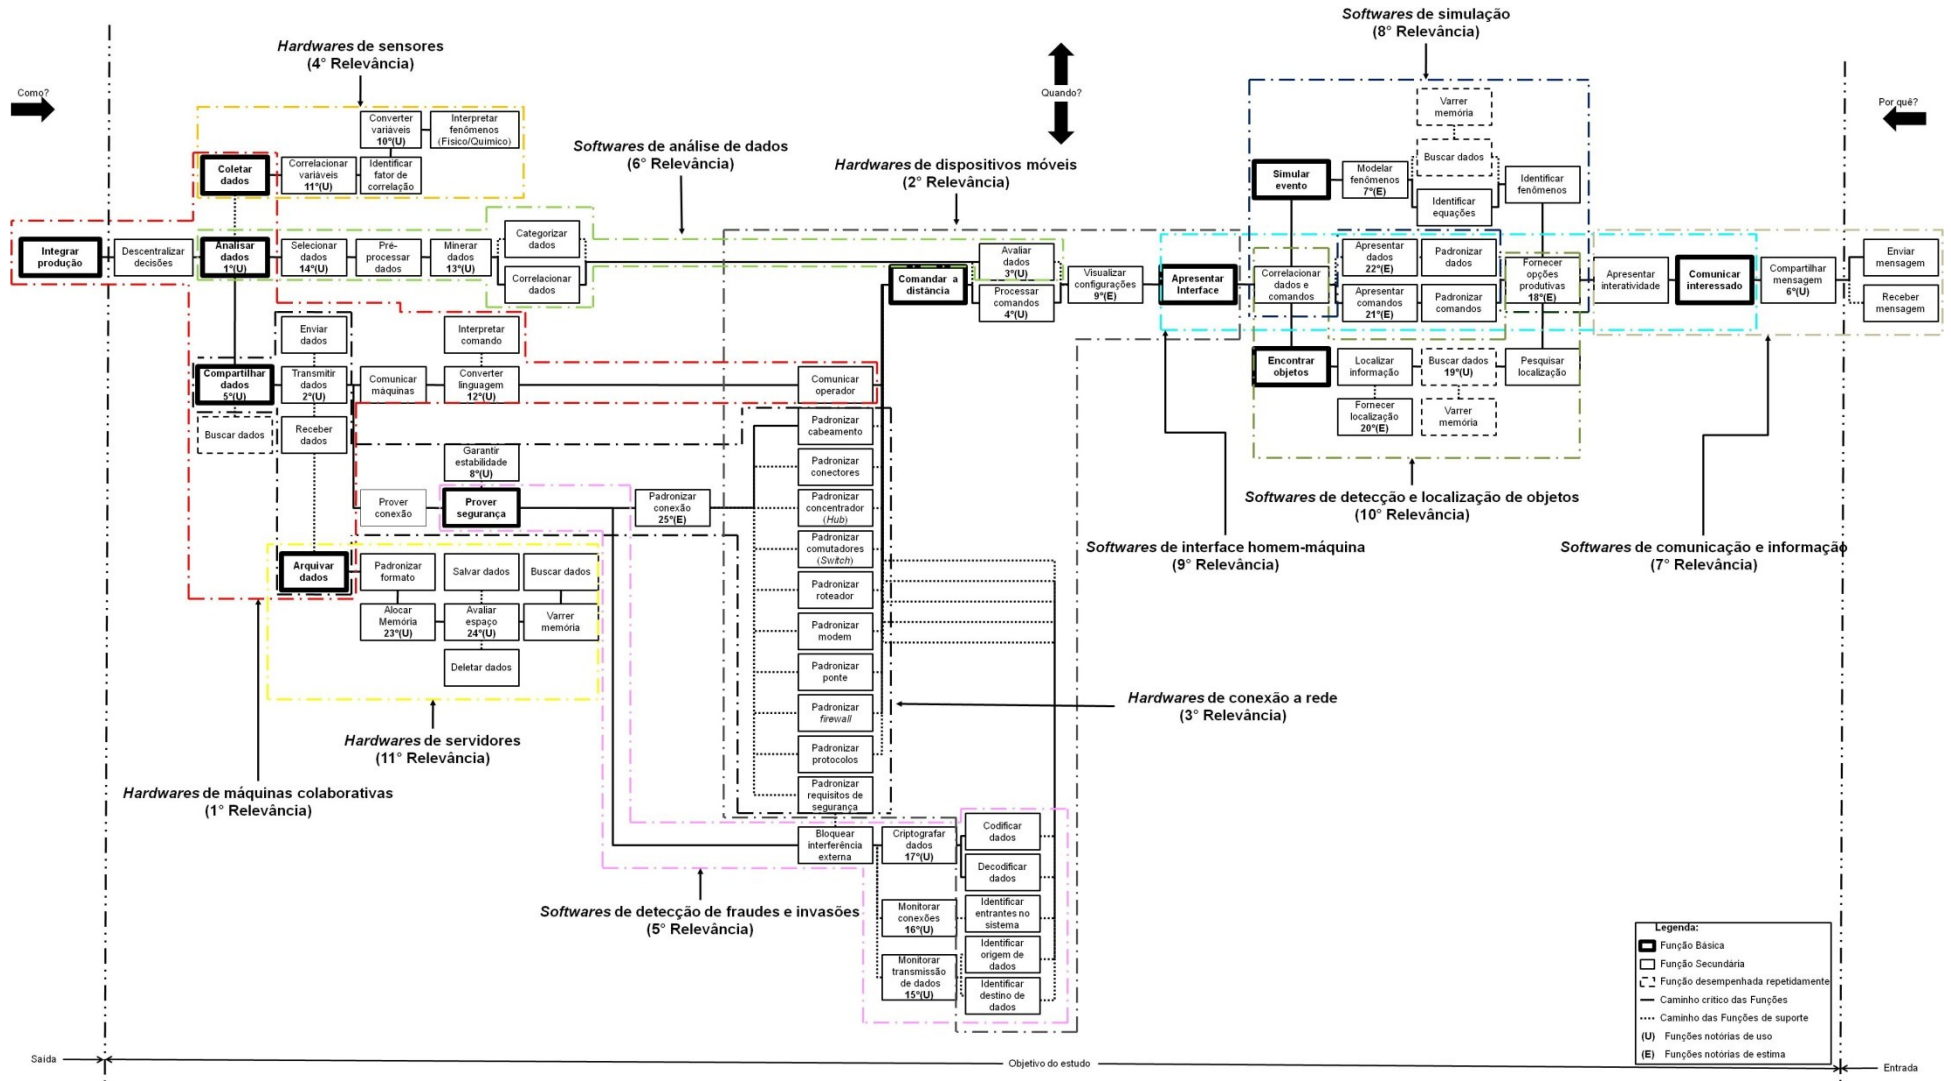 Softwares de simulação
(8° Relevância)
Hardwares de sensores
(4° Relevância)
Como?
Quando?
Por quê?
Converter
variáveis
10°(U)
Interpretar
fenômenos
(Físico/Químico)
Coletar
dados
Correlacionar
variáveis
11°(U)
Identificar
fator de
correlação
Softwares de análise de dados
(6° Relevância)
Hardwares de dispositivos móveis
(2° Relevância)
Varrer
memória
Buscar dados
Simular
evento
Modelar
fenômenos
7°(E)
Identificar
equações
Identificar
fenômenos
Integrar
produção
Descentralizar
decisões
Analisar
dados
1°(U)
Selecionar
dados
14°(U)
Pré-
processar
dados
Minerar
dados
13°(U)
Categorizar
dados
Correlacionar
dados
Comandar a
distância
Avaliar
dados
3°(U)
Processar
comandos
4°(U)
Visualizar
configurações
9°(E)
Apresentar
Interface
Correlacionar
dados e
comandos
9°(E)
Apresentar
dados
22°(E)
Padronizar
dados
Apresentar
comandos
21°(E)
Padronizar
comandos
Fornecer
opções
produtivas
18°(E)
Apresentar
interatividade
Comunicar
interessado
Compartilhar
mensagem
6°(U)
Enviar
mensagem
Receber
mensagem
Enviar
dados
Interpretar
comando
Compartilhar
dados
5°(U)
Transmitir
dados
2°(U)
Comunicar
máquinas
Converter
linguagem
12°(U)
Comunicar
operador
Encontrar
objetos
Localizar
informação
Buscar dados
19°(U)
Pesquisar
localização
Fornecer
localização
20°(E)
Varrer
memória
Buscar dados
Receber
dados
Padronizar
cabeamento
Garantir
estabilidade
8°(U)
Padronizar
conectores
Prover
conexão
Prover
segurança
Padronizar
conexão
25°(E)
Padronizar
concentrador
(Hub)
Softwares de detecção e localização de objetos
(10° Relevância)
Padronizar
comutadores
(Switch)
Softwares de interface homem-máquina
(9° Relevância)
Softwares de comunicação e informação
(7° Relevância)
Arquivar
dados
Padronizar
formato
Salvar dados
Buscar dados
Padronizar
roteador
Alocar
Memória
23°(U)
Avaliar
espaço
24°(U)
Varrer
memória
Padronizar
modem
Deletar dados
Padronizar
ponte
Padronizar
firewall
Hardwares de conexão a rede
(3° Relevância)
Hardwares de servidores
(11° Relevância)
Padronizar
protocolos
Hardwares de máquinas colaborativas
(1° Relevância)
Padronizar
requisitos de
segurança
Bloquear
interferência
externa
Criptografar
dados
17°(U)
Codificar
dados
Decodificar
dados
Softwares de detecção de fraudes e invasões
(5° Relevância)
Monitorar
conexões
16°(U)
Identificar
entrantes no
sistema
Identificar
origem de
dados
Monitorar
transmissão
de dados
15°(U)
Identificar
destino de
dados
Legenda:
Função Básica
Função Secundária
Função desempenhada repetidamente
Caminho crítico das Funções
Caminho das Funções de suporte
(U) Funções notórias de uso
(E) Funções notórias de estima
Saída
Objetivo do estudo
Entrada